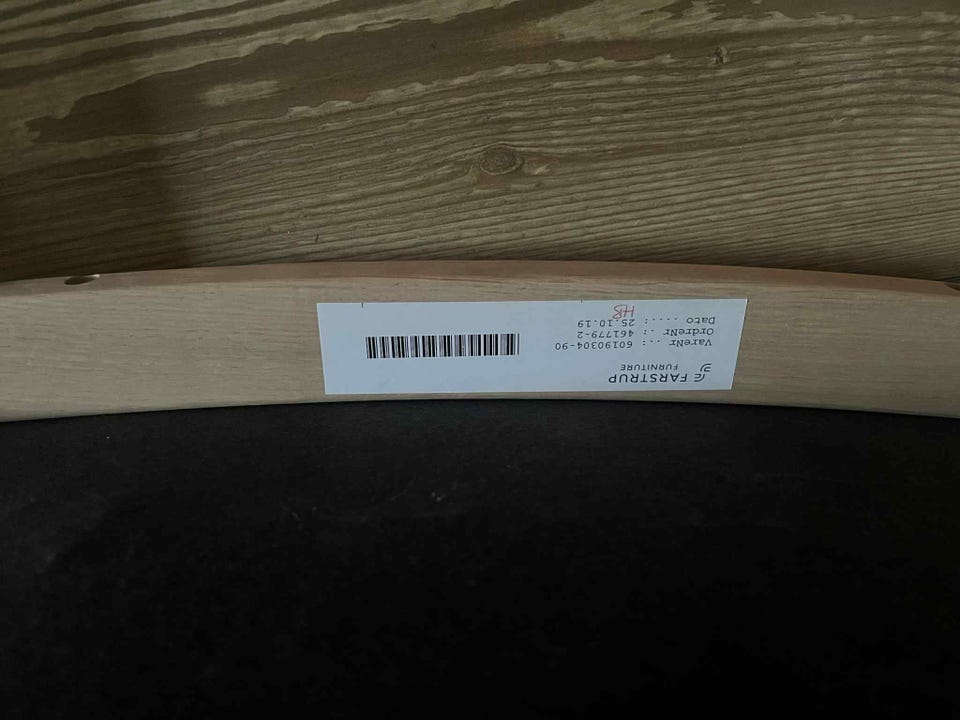 FARSTRUP
FURNITURE
VareNr ..: 60190304-90
OrdreNr .: 461779-2
Dato ....: 25.10.19
HB